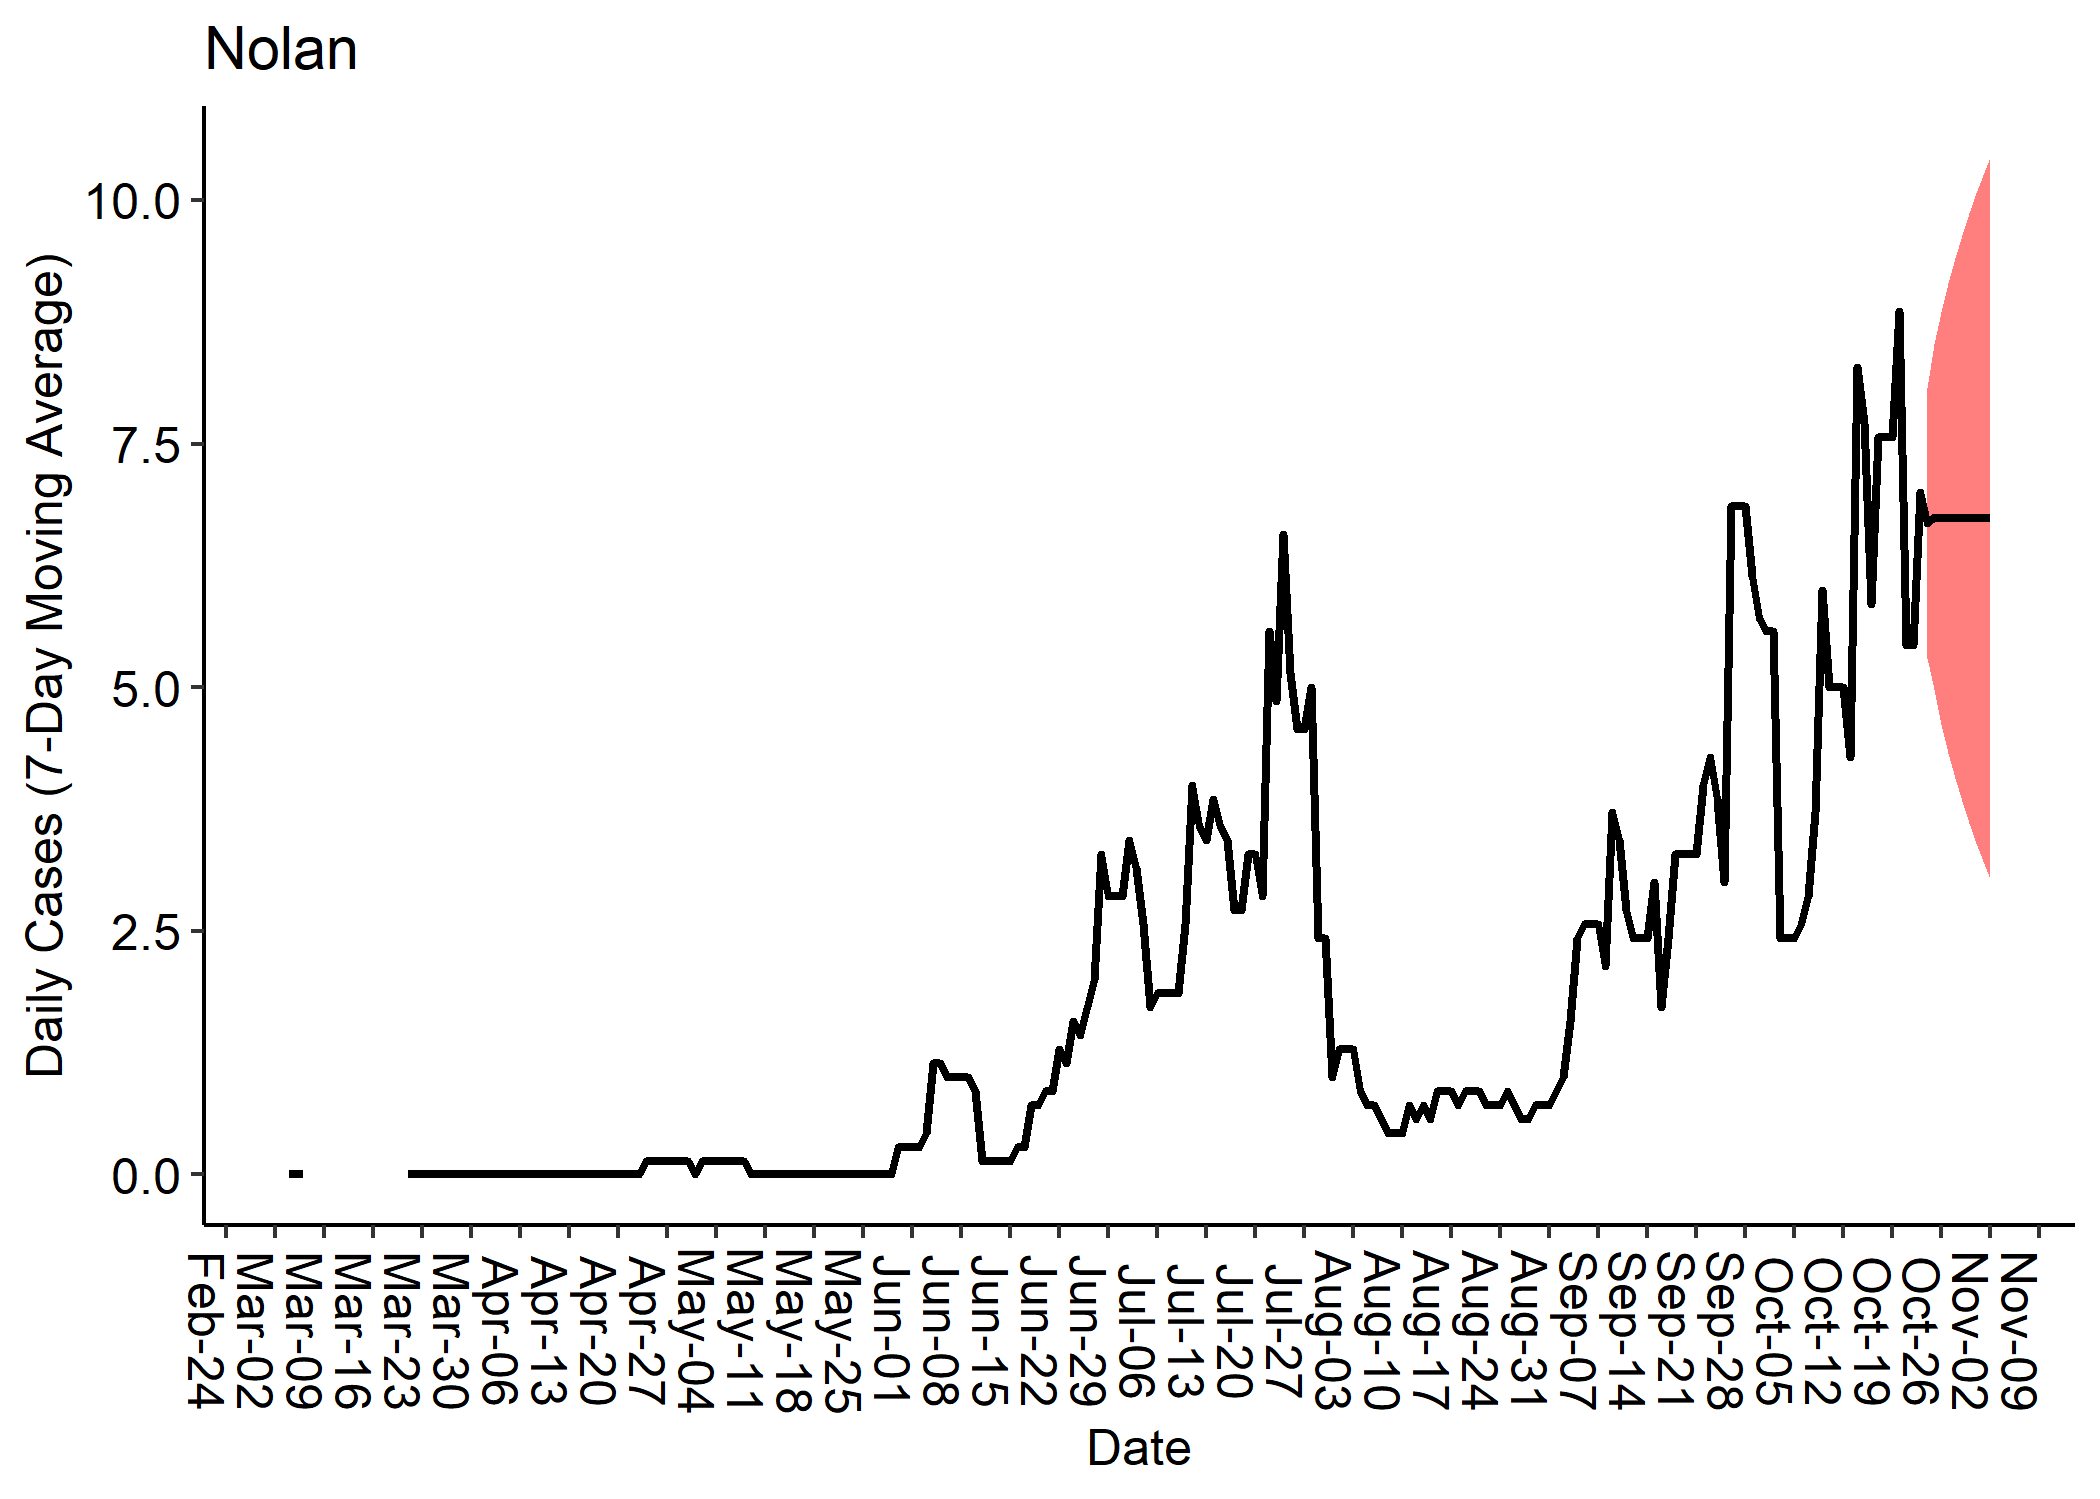 Nolan
Daily Cases (7-Day Moving Average)
10.0
7.5
5.0
2.5
0.0
Feb-24
Mar-02
Mar-09
Mar-16
Mar-23
Mar-30
Apr-06
Apr-13
Apr-20
Apr-27
May-04
May-11
May-18
May-25
Jun-01
Jun-08
Jun-15
Jun-22
Jun-29
Jul-06
Jul-13
Jul-20
Jul-27
Aug-03
Aug-10
Aug-17
Aug-24
Aug-31
Sep-07
Sep-14
Sep-21
Sep-28
Oct-05
Oct-12
Oct-19
Oct-26
Nov-02
Nov-09
Date